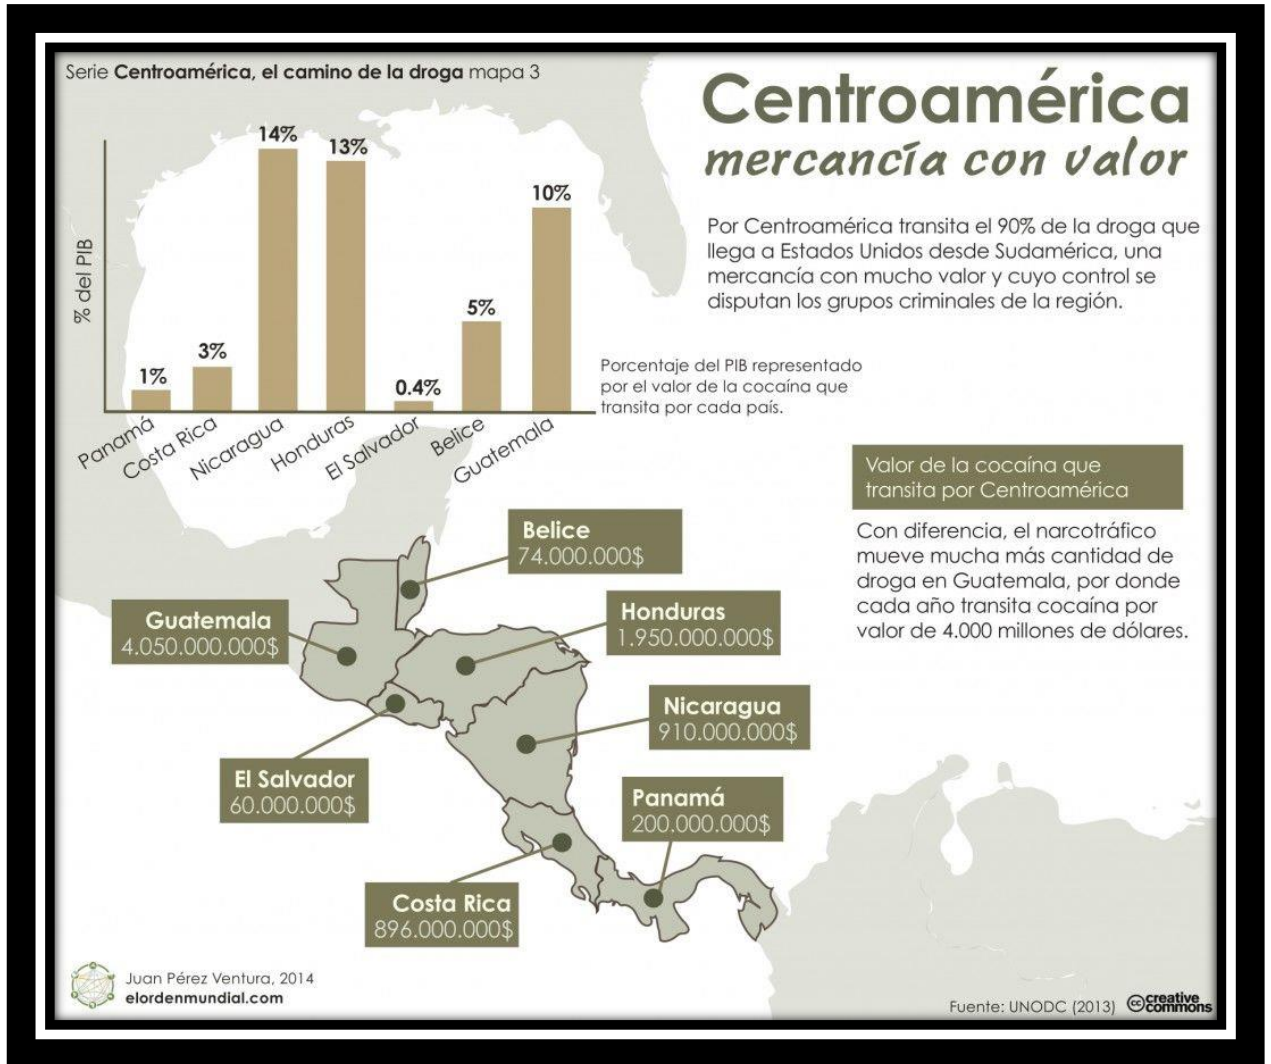 Serie Centroamérica, el camino de la droga mapa 3
Centroamérica
mercancía con valor
Por Centroamérica transita el 90% de la droga que
llega a Estados Unidos desde Sudamérica, una
mercancía con mucho valor y cuyo control se
disputan los grupos criminales de la región.
% del PIB
1%
3%
14%
13%
0.4%
5%
10%
Panamá
Costa Rica
Nicaragua
Honduras
El Salvador
Belice
Guatemala
Porcentaje del PIB representado
por el valor de la cocaína que
transita por cada país.
Valor de la cocaína que
transita por Centroamérica
Con diferencia, el narcotráfico
mueve mucha más cantidad de
droga en Guatemala, por donde
cada año transita cocaína por
valor de 4.000 millones de dólares.
Belice
74.000.000$
Guatemala
4.050.000.000$
Honduras
1.950.000.000$
Nicaragua
910.000.000$
El Salvador
60.000.000$
Panamá
200.000.000$
Costa Rica
896.000.000$
Juan Pérez Ventura, 2014
elordenmundial.com
Fuente: UNODC (2013)
cc creative
commons